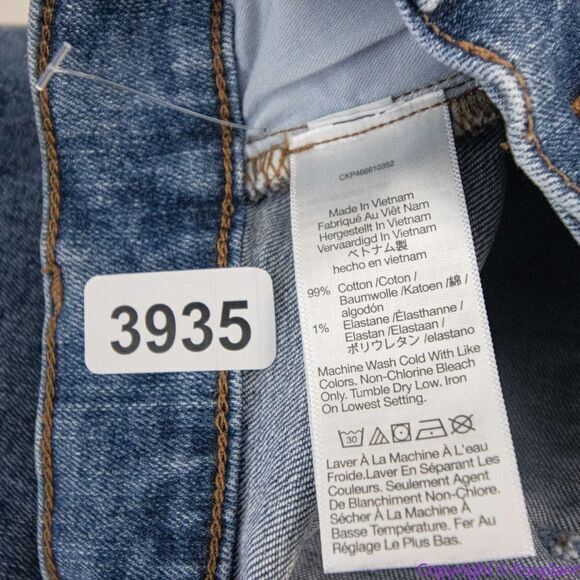 CKP466610352
Made In Vietnam
Fabriqué Au Viêt Nam
Hergestellt In Vietnam
Vervaardigd In Vietnam
ベトナム製
hecho en vietnam
99% Cotton /Coton/
Baumwolle /Katoen /綿/
algodón
1% Elastane /Élasthanne/
Elastan /Elastaan/
ポリウレタン /elastano
Machine Wash Cold With Like
Colors. Non-Chlorine Bleach
Only. Tumble Dry Low. Iron
On Lowest Setting.
30
Laver À La Machine À L'eau
Froide.Laver En Séparant Les
Couleurs. Seulement Agent
De Blanchiment Non-Chlore.
Sécher À La Machine À
Basse Température. Fer Au
Réglage Le Plus Bas.
3935